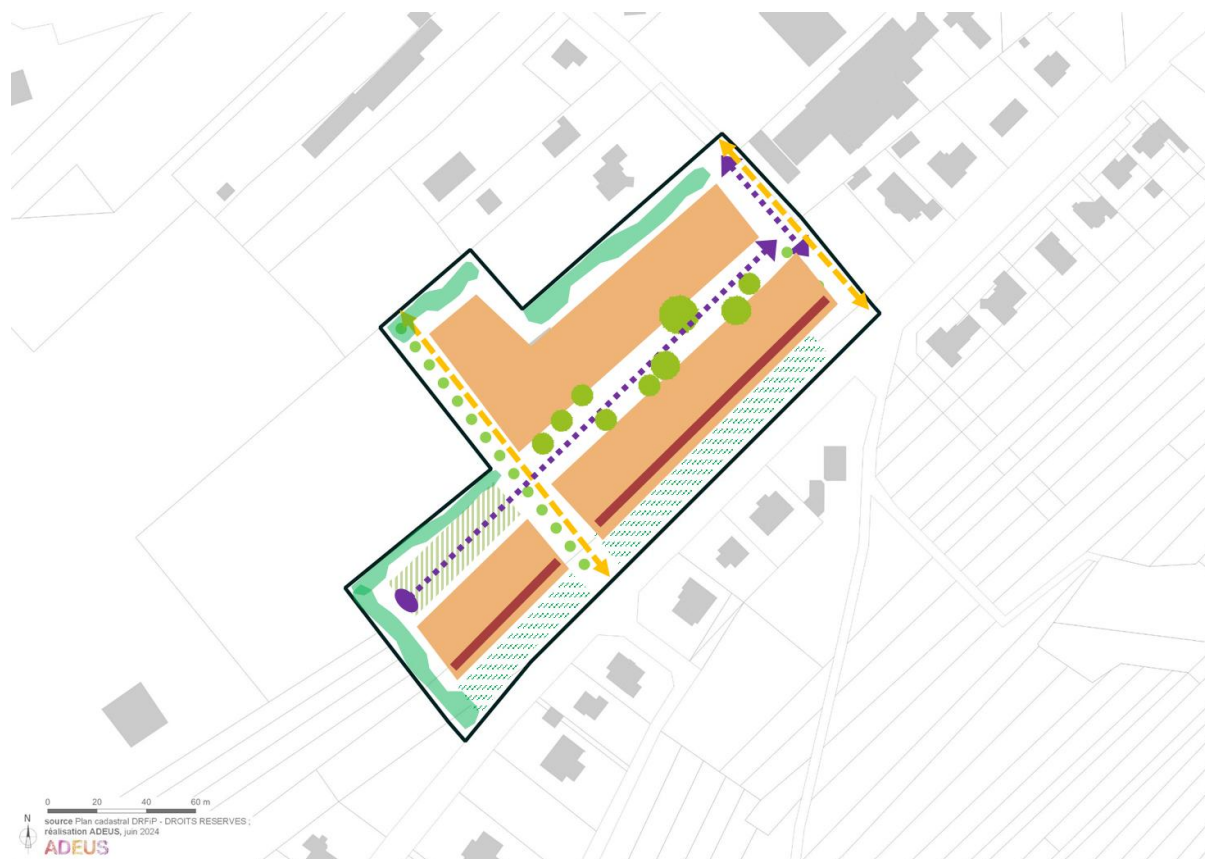 0 20 40 60 m
N
source Plan cadastral DRFiP - DROITS RESERVES ;
réalisation ADEUS, juin 2024
ADEUS